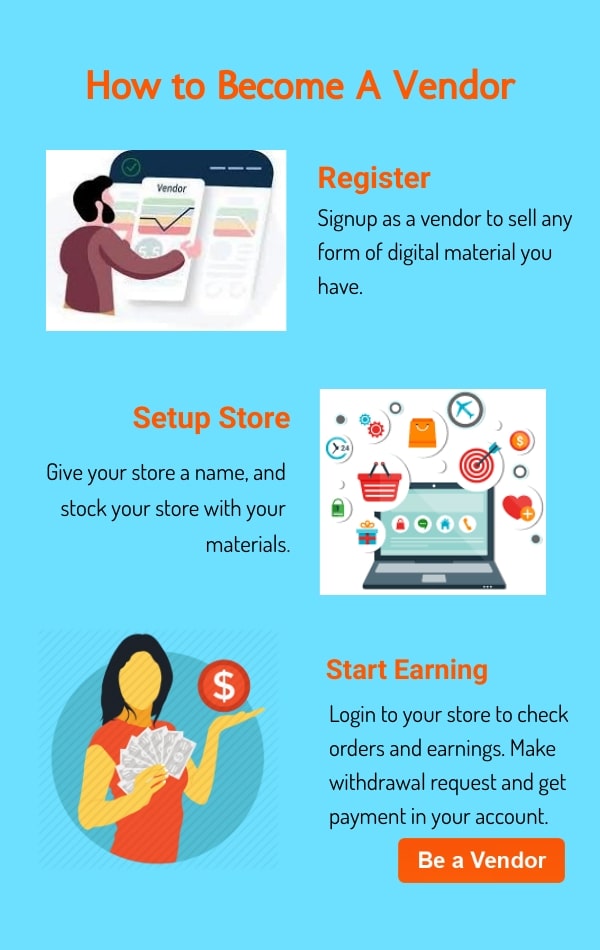 How to Become A Vendor
Vendor
5.5
Register
Signup as a vendor to sell any
form of digital material you
have.
Setup Store
Give your store a name, and
stock your store with your
materials.
24
$
$
Start Earning
Login to your store to check
orders and earnings. Make
withdrawal request and get
payment in your account.
Be a Vendor